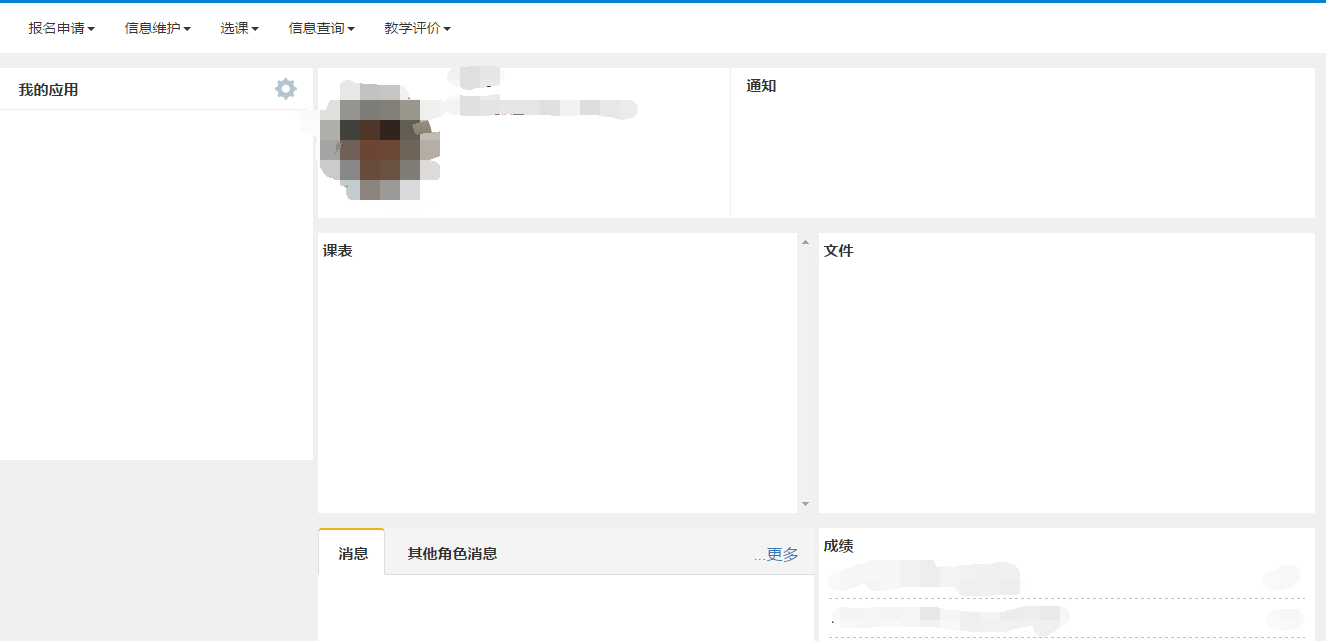 报名申请 信息维护 选课 信息查询 教学评价
我的应用
通知
课表
文件
消息 其他角色消息 ...更多
成绩